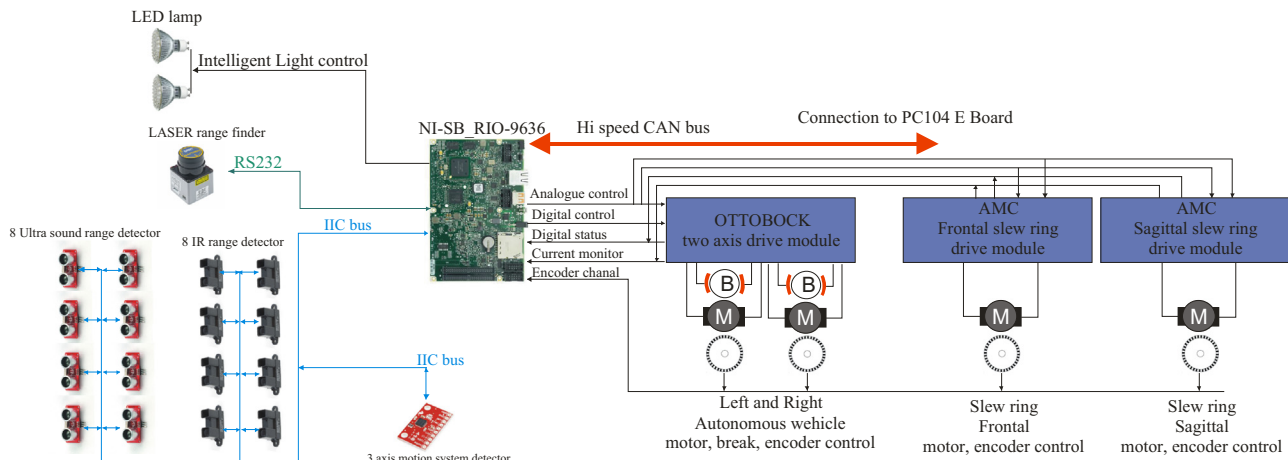 LED lamp
Intelligent Light control
LASER range finder
RS232
NI-SB_RIO-9636
Hi speed CAN bus
Connection to PC104 E Board
IIC bus
8 Ultra sound range detector
8 IR range detector
Analogue control
Digital control
Digital status
Current monitor
Encoder chanal
OTTOBOCK
two axis drive module
AMC
Frontal slew ring
drive module
AMC
Sagittal slew ring
drive module
B
B
M
M
M
M
IIC bus
3 axis motion system detector
Left and Right
Autonomous wehicle
motor, break, encoder control
Slew ring
Frontal
motor, encoder control
Slew ring
Sagittal
motor, encoder control